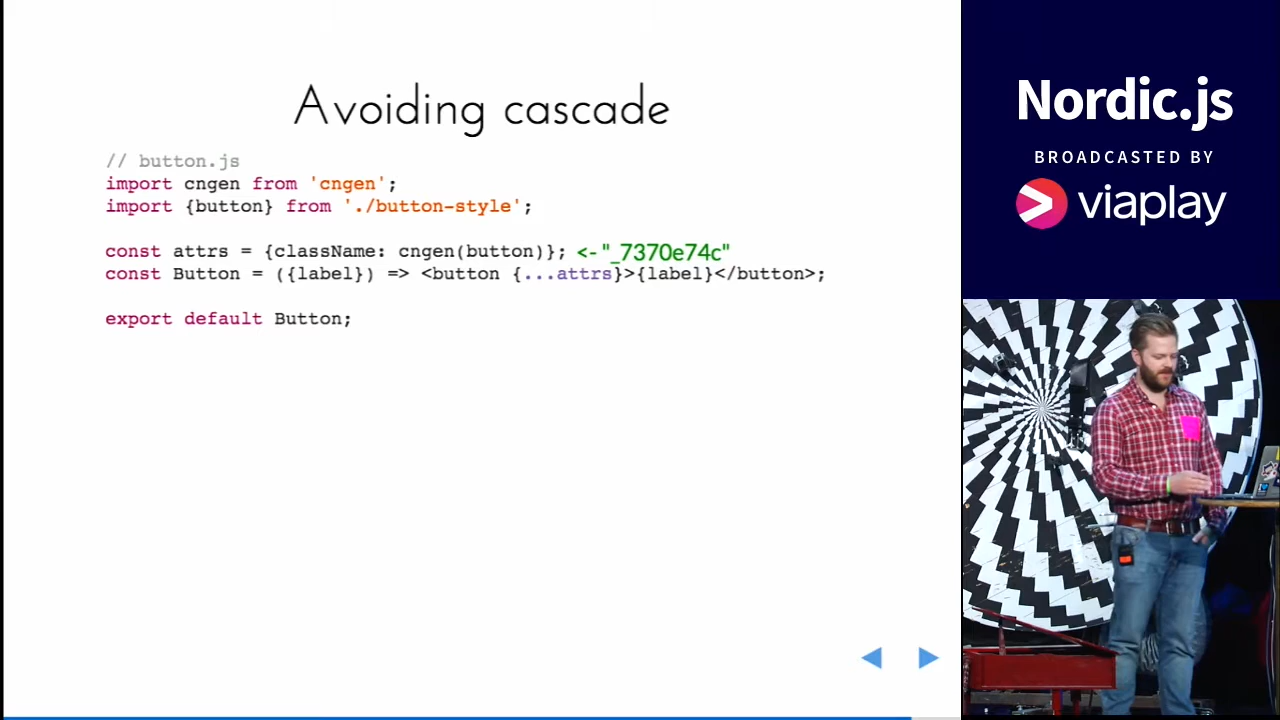 Avoiding cascade
// button.js
import cngen from 'cngen';
import {button} from './button-style';
const attrs = {className: cngen(button)}; <-"_7370e74c"
const Button = ({label}) => <button {...attrs}>{label}</button>;
export default Button;
Nordic.js
BROADCASTED BY
viaplay